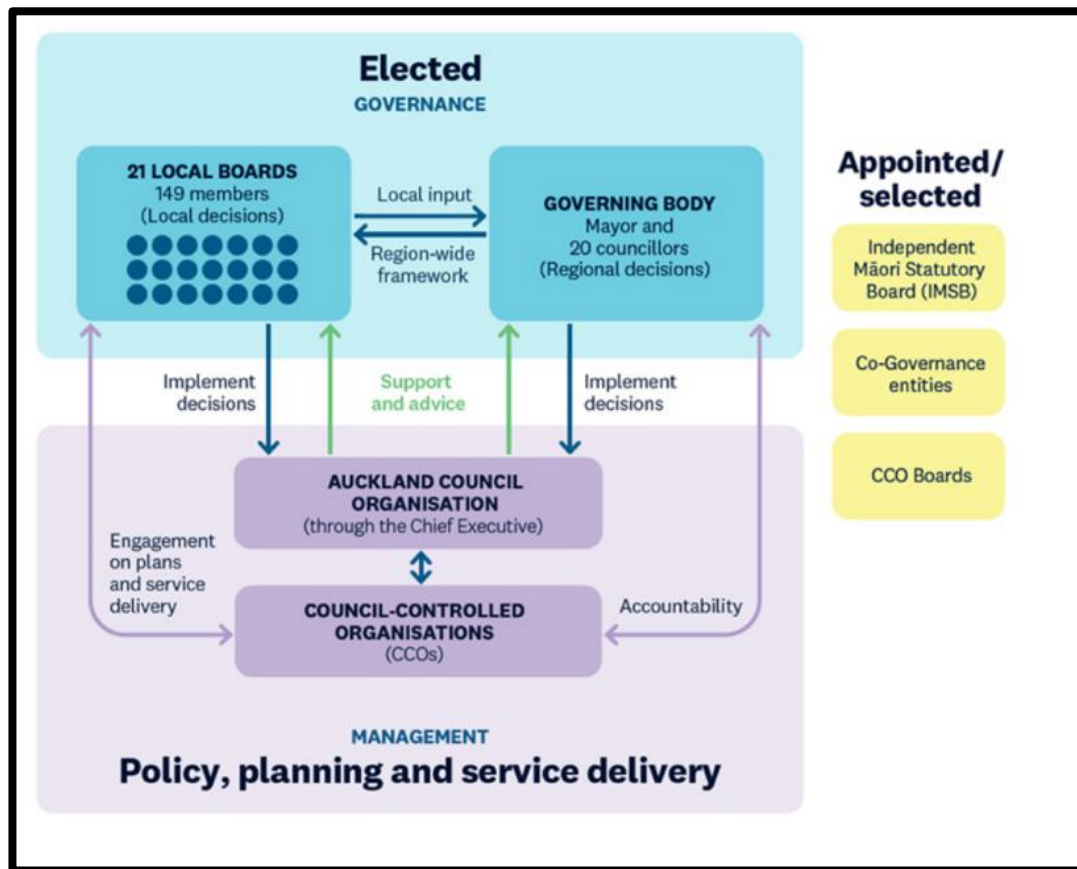 Elected
GOVERNANCE
21 LOCAL BOARDS
149 members
(Local decisions)
Local input
Region-wide
framework
GOVERNING BODY
Mayor and
20 councillors
(Regional decisions)
Implement
decisions
Support
and advice
Implement
decisions
AUCKLAND COUNCIL
ORGANISATION
(through the Chief Executive)
Engagement
on plans
and service
delivery
COUNCIL-CONTROLLED
ORGANISATIONS
(CCOs)
Accountability
MANAGEMENT
Policy, planning and service delivery
Appointed/
selected
Independent
Māori Statutory
Board (IMSB)
Co-Governance
entities
CCO Boards